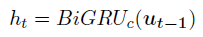 h_t = BiGRU_c(u_{t-1})